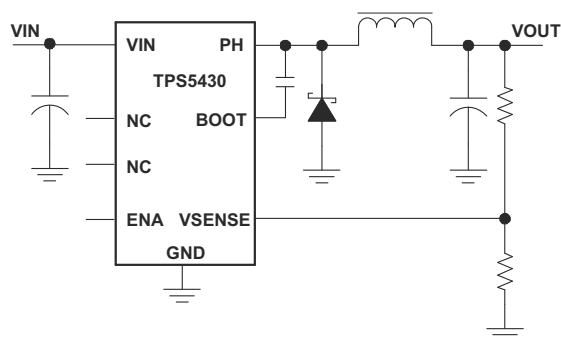 VIN
VOUT
VIN
PH
TPS5430
NC
BOOT
NC
ENA
VSENSE
GND